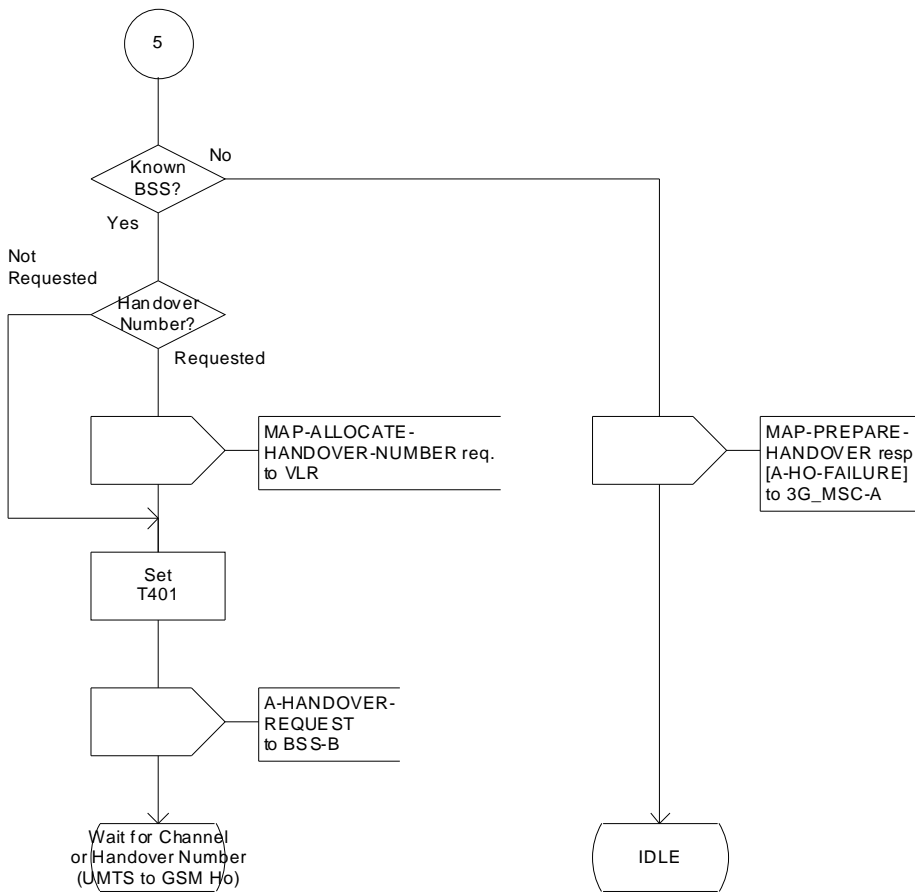 5
Known
BSS?
No
Yes
Not
Requested
Handover
Number?
Requested
MAP-ALLOCATE-
HANDOVER-NUMBER req.
to VLR
MAP-PREPARE-
HANDOVER resp
[A-HO-FAILURE]
to 3G_MSC-A
Set
T401
A-HANDOVER-
REQUEST
to BSS-B
Wait for Channel
or Handover Number
(UMTS to GSM Ho)
IDLE